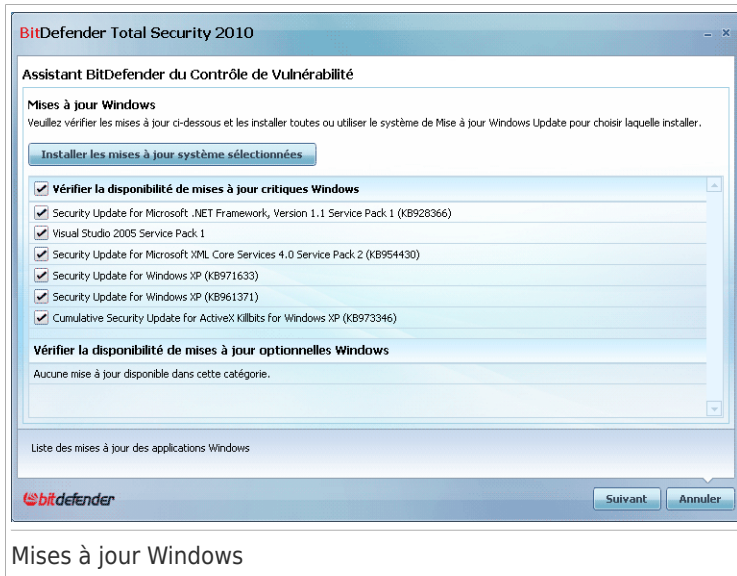 BitDefender Total Security 2010
Assistant BitDefender du Contrôle de Vulnérabilité
Mises à jour Windows
Veuillez vérifier les mises à jour ci-dessous et les installer toutes ou utiliser le système de Mise à jour Windows Update pour choisir laquelle installer.
Installer les mises à jour système sélectionnées
Vérifier la disponibilité de mises à jour critiques Windows
Security Update for Microsoft .NET Framework, Version 1.1 Service Pack 1 (KB928366)
Visual Studio 2005 Service Pack 1
Security Update for Microsoft XML Core Services 4.0 Service Pack 2 (KB954430)
Security Update for Windows XP (KB971633)
Security Update for Windows XP (KB961371)
Cumulative Security Update for ActiveX Killbits for Windows XP (KB973346)
Vérifier la disponibilité de mises à jour optionnelles Windows
Aucune mise à jour disponible dans cette catégorie.
Liste des mises à jour des applications Windows
bitdefender
Suivant Annuler
Mises à jour Windows